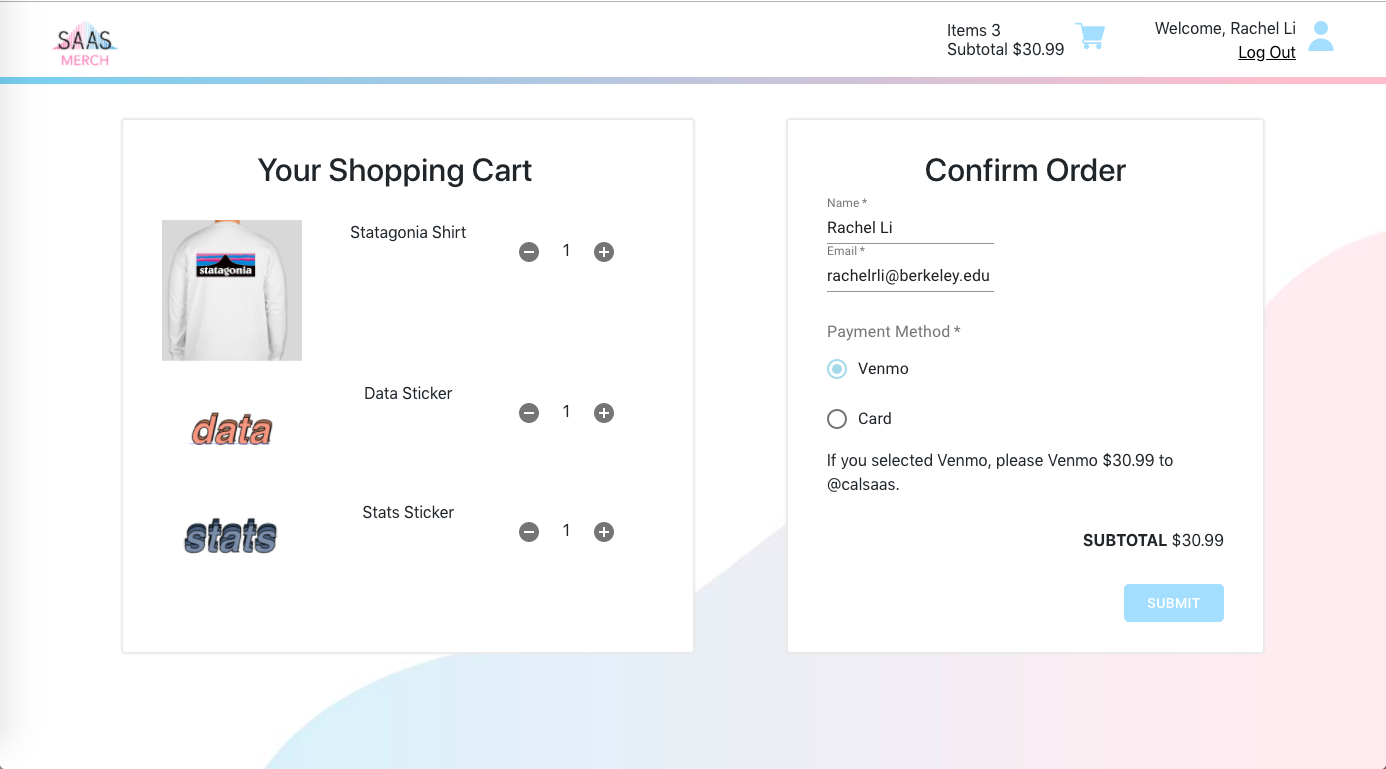 SAAS
MERCH
Items 3
Subtotal $30.99
Welcome, Rachel Li
Log Out
Your Shopping Cart
statagonia
Statagonia Shirt
1
data
Data Sticker
1
stats
Stats Sticker
1
Confirm Order
Name *
Rachel Li
Email *
rachelrli@berkeley.edu
Payment Method *
Venmo
Card
If you selected Venmo, please Venmo $30.99 to
@calsaas.
SUBTOTAL $30.99
SUBMIT